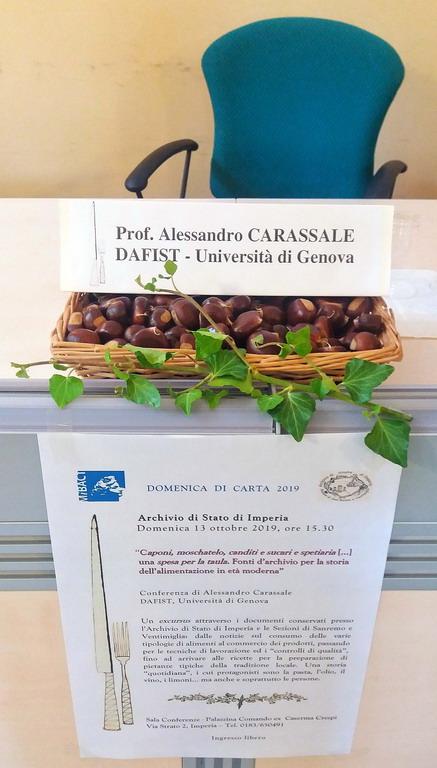 Prof. Alessandro CARASSALE
DAFIST - Università di Genova
MiBACT
DOMENICA DI CARTA 2019
Archivio di Stato di Imperia
Domenica 13 ottobre 2019, ore 15.30
"Caponi, moschatelo, canditi e sucari e spetiaria [...]
una spesa per la taula. Fonti d'archivio per la storia
dell'alimentazione in età moderna"
Conferenza di Alessandro Carassale
DAFIST, Università di Genova
Un excursus attraverso i documenti conservati presso
l'Archivio di Stato di Imperia e le Sezioni di Sanremo e
Ventimiglia: dalle notizie sul consumo delle varie
tipologie di alimenti al commercio dei prodotti, passando
per le tecniche di lavorazione ed i "controlli di qualità",
fino ad arrivare alle ricette per la preparazione di
pietanze tipiche della tradizione locale. Una storia
"quotidiana", i cui protagonisti sono la pasta, l'olio, il
vino, i limoni... ma anche e soprattutto le persone.
Sala Conferenze - Palazzina Comando ex Caserma Crespi
Via Strato 2, Imperia - Tel. 0183/650491
Ingresso libero